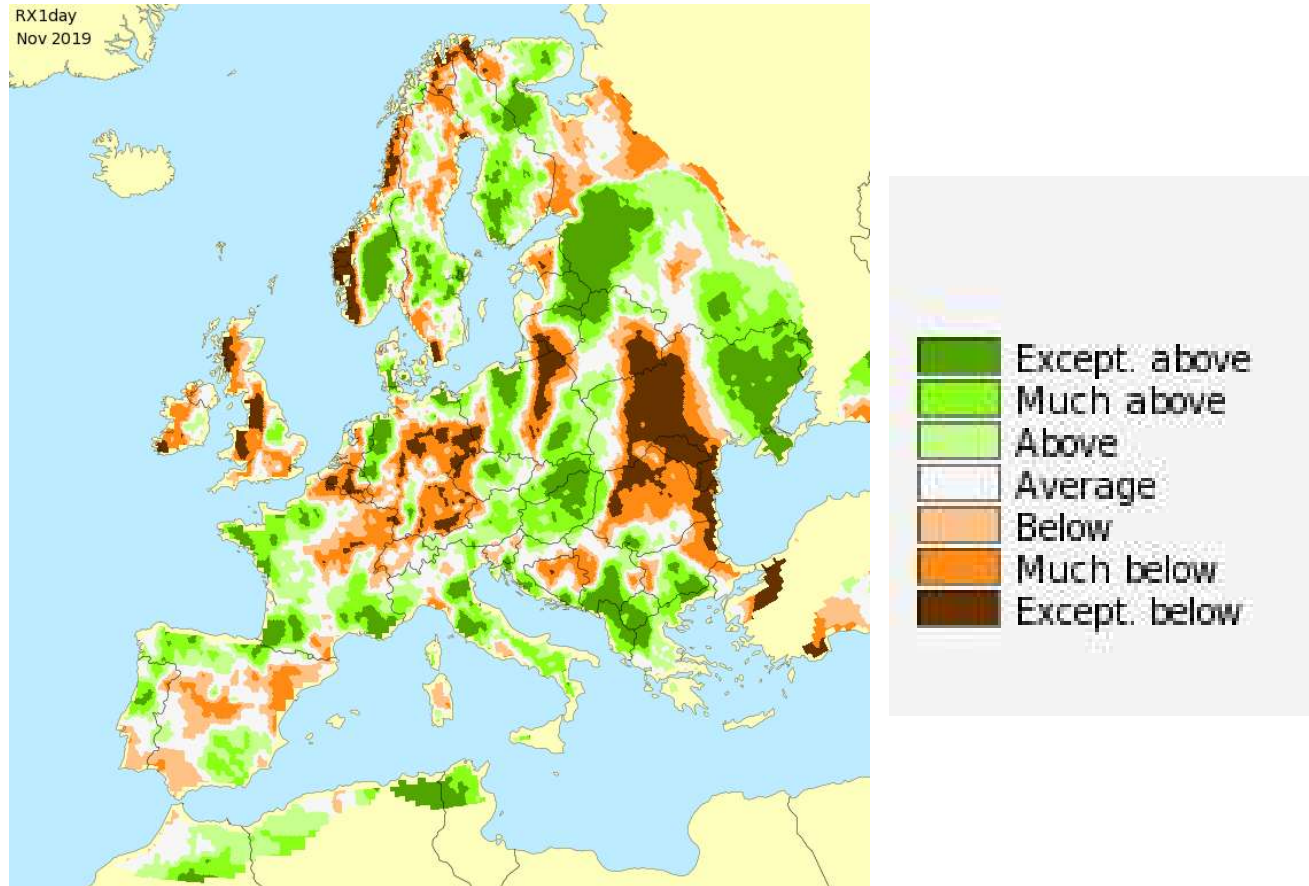 RX1day
Nov 2019
Except. above
Much above
Above
Average
Below
Much below
Except. below